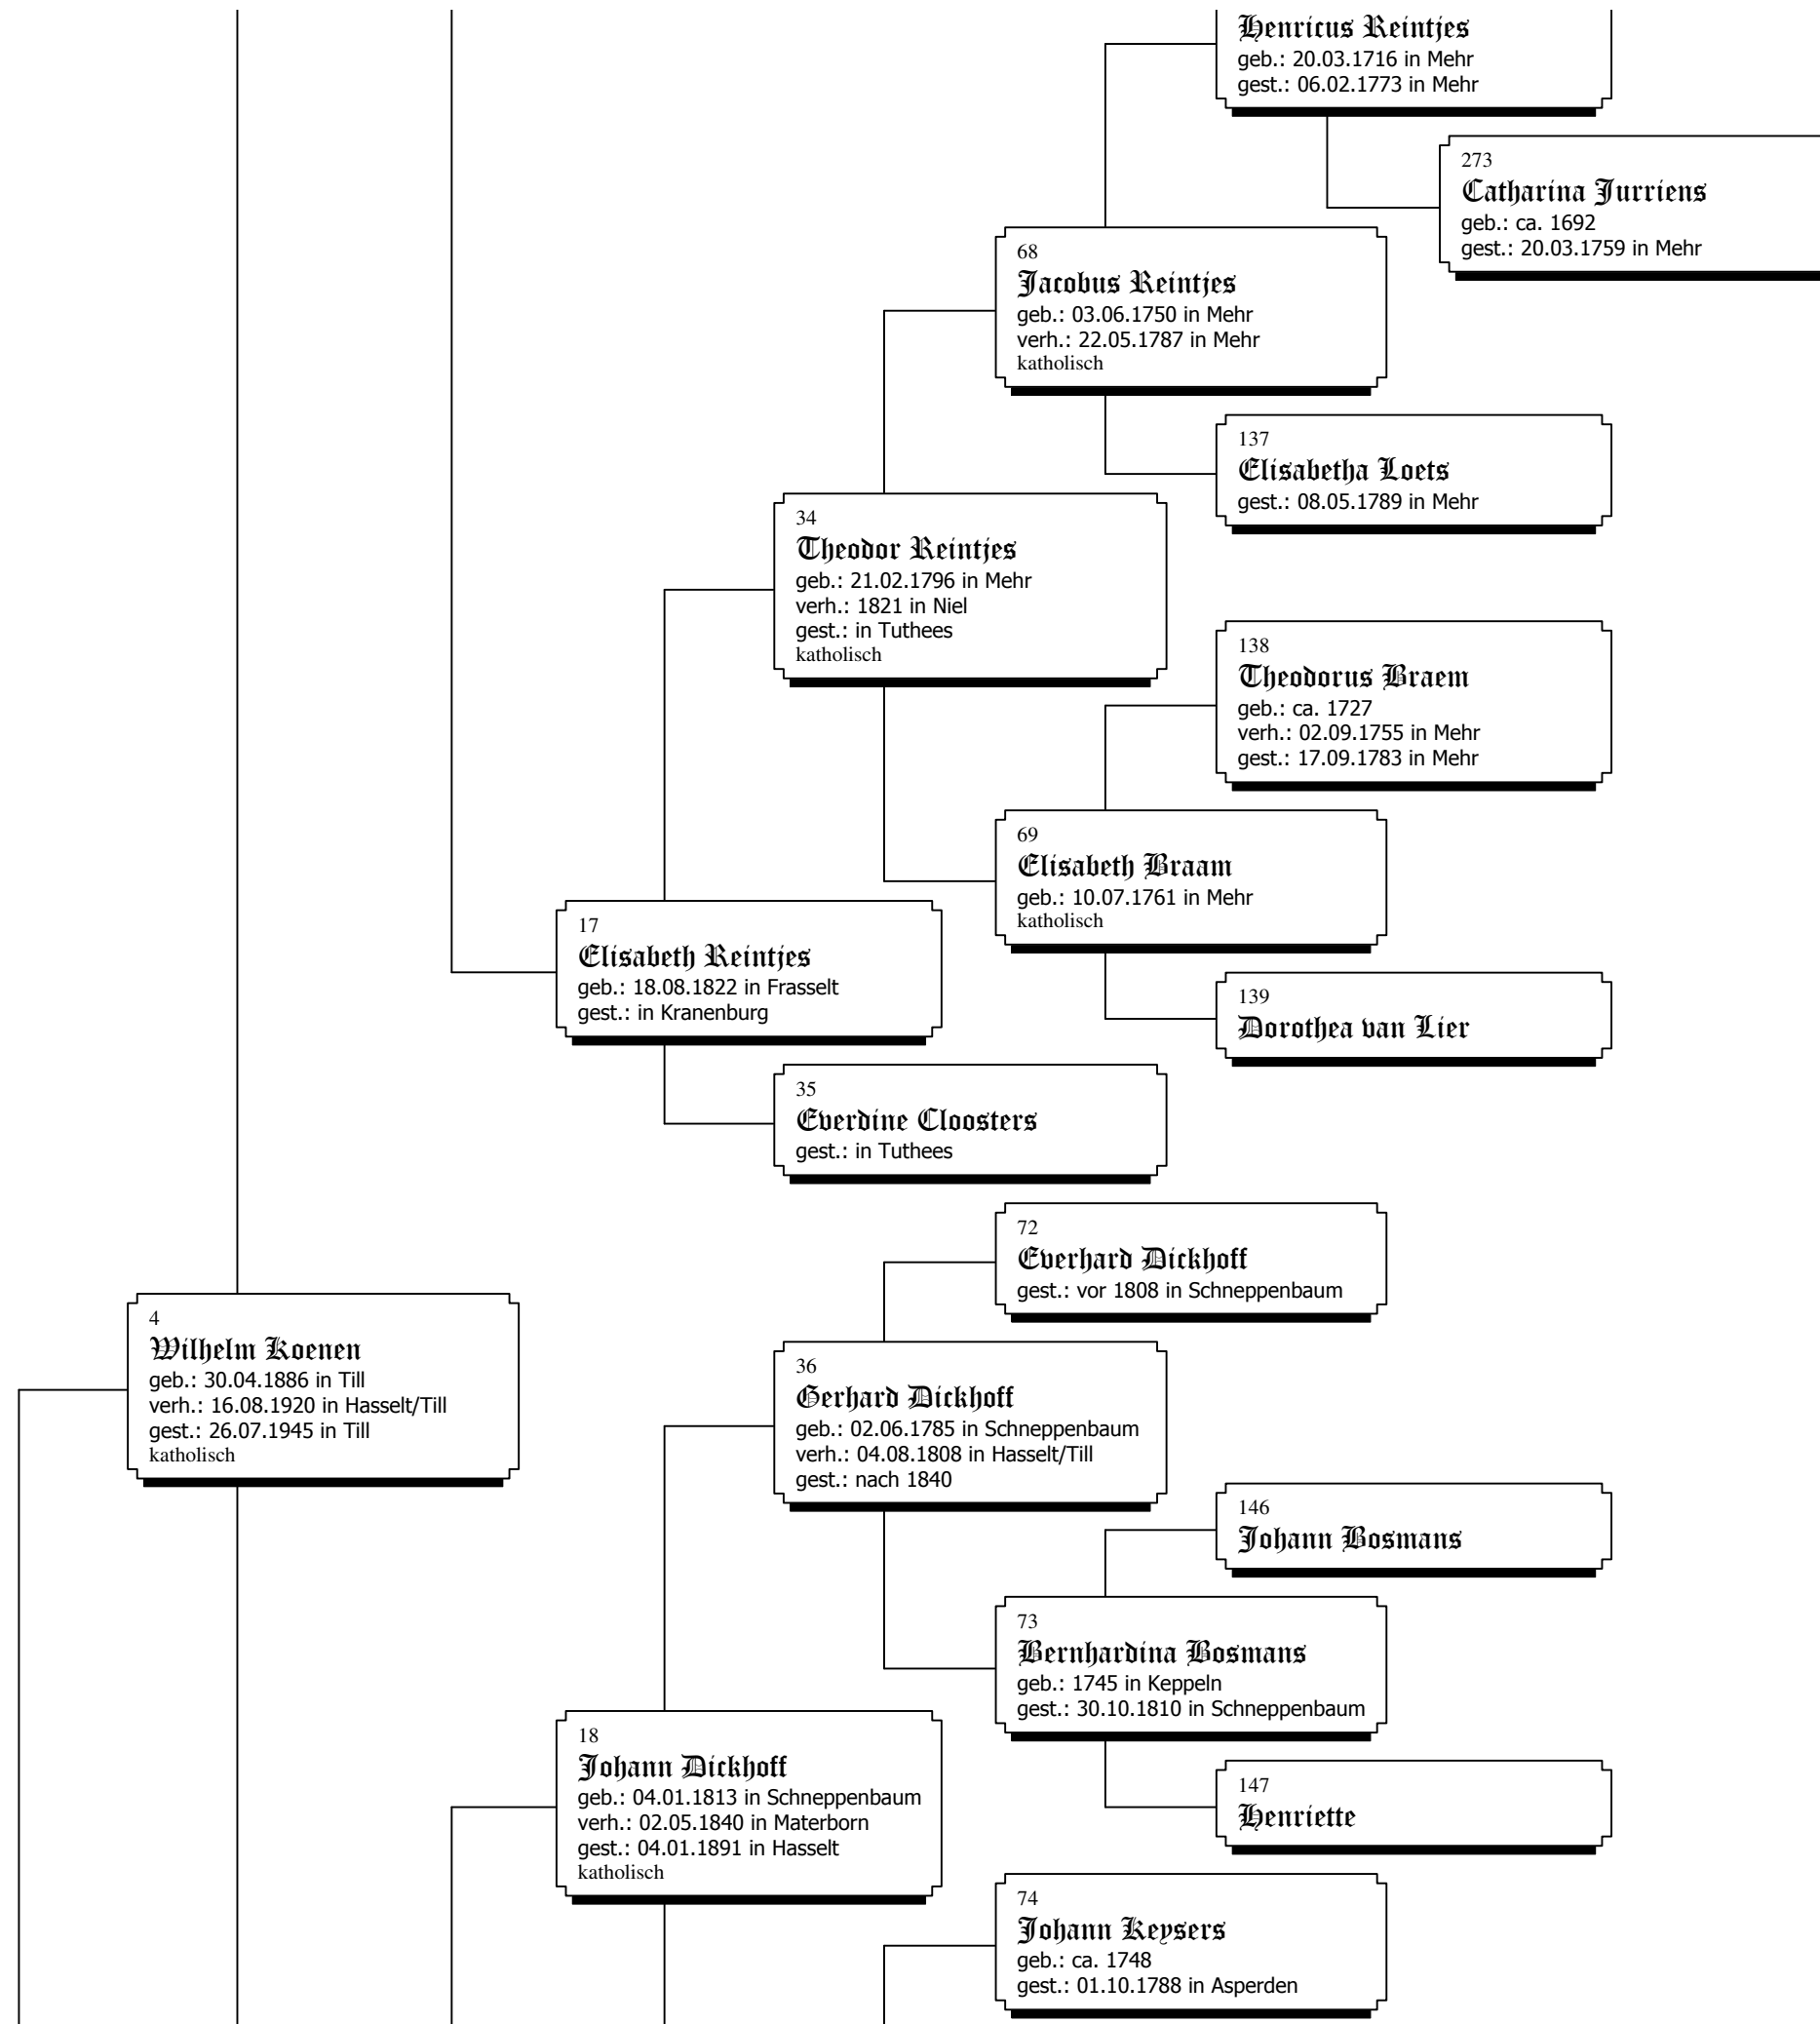 Henricus Reintjes
geb.: 20.03.1716 in Mehr
gest.: 06.02.1773 in Mehr
273
Catharina Jurriens
geb.: ca. 1692
gest.: 20.03.1759 in Mehr
68
Jacobus Reintjes
geb.: 03.06.1750 in Mehr
verh.: 22.05.1787 in Mehr
katholisch
137
Elisabetha Loets
gest.: 08.05.1789 in Mehr
34
Theodor Reintjes
geb.: 21.02.1796 in Mehr
verh.: 1821 in Niel
gest.: in Tuthees
katholisch
138
Theodorus Braem
geb.: ca. 1727
verh.: 02.09.1755 in Mehr
gest.: 17.09.1783 in Mehr
69
Elisabeth Braam
geb.: 10.07.1761 in Mehr
katholisch
17
Elisabeth Reintjes
geb.: 18.08.1822 in Frasselt
gest.: in Kranenburg
139
Dorothea van Lier
35
Everdine Cloosters
gest.: in Tuthees
72
Everhard Dickhoff
gest.: vor 1808 in Schneppenbaum
4
Wilhelm Koenen
geb.: 30.04.1886 in Till
verh.: 16.08.1920 in Hasselt/Till
gest.: 26.07.1945 in Till
katholisch
36
Gerhard Dickhoff
geb.: 02.06.1785 in Schneppenbaum
verh.: 04.08.1808 in Hasselt/Till
gest.: nach 1840
146
Johann Bosmans
73
Bernhardina Bosmans
geb.: 1745 in Keppeln
gest.: 30.10.1810 in Schneppenbaum
18
Johann Dickhoff
geb.: 04.01.1813 in Schneppenbaum
verh.: 02.05.1840 in Materborn
gest.: 04.01.1891 in Hasselt
katholisch
147
Henriette
74
Johann Keysers
geb.: ca. 1748
gest.: 01.10.1788 in Asperden